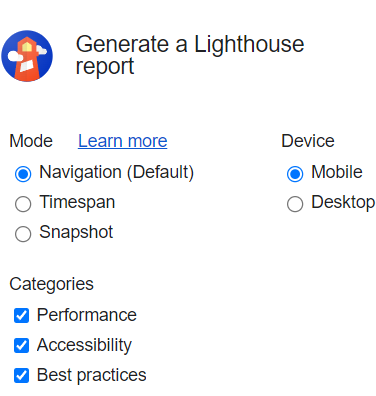 Generate a Lighthouse
report
Mode Learn more
Navigation (Default)
Timespan
Snapshot
Device
Mobile
Desktop
Categories
Performance
Accessibility
Best practices